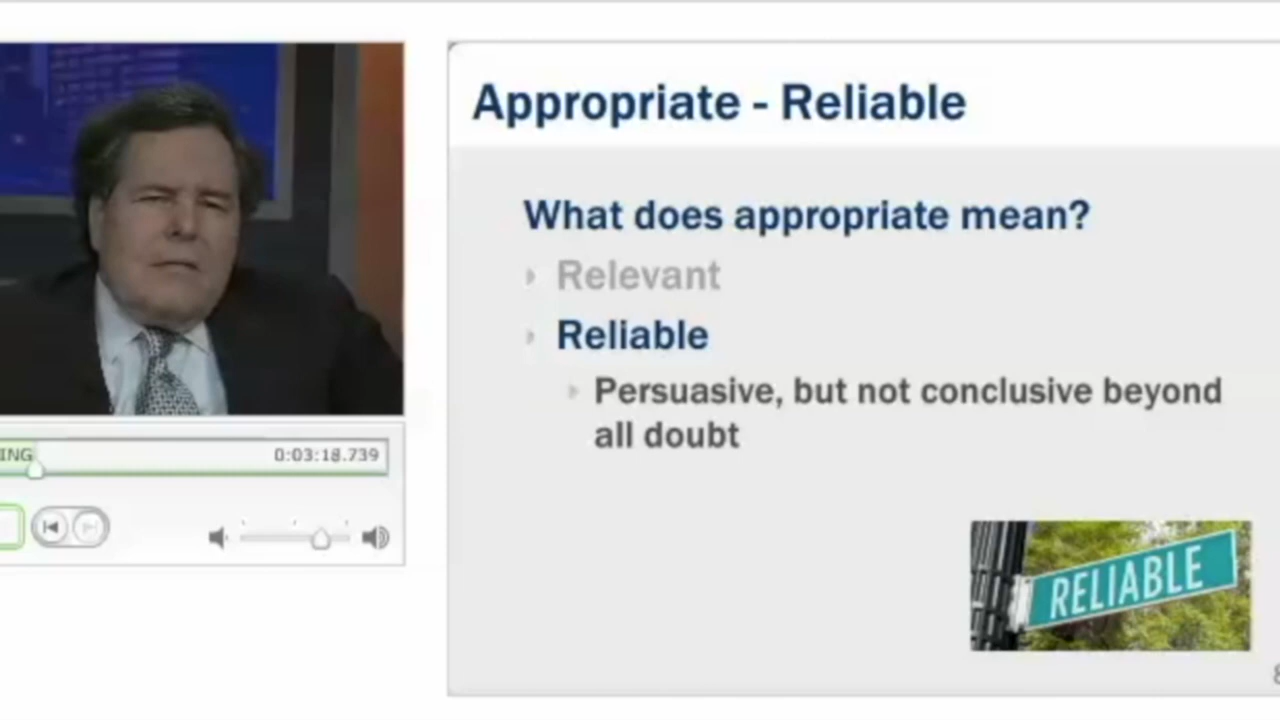 Appropriate - Reliable
What does appropriate mean?
Relevant
Reliable
Persuasive, but not conclusive beyond
all doubt
ING
0:03:18.739
RELIABLE